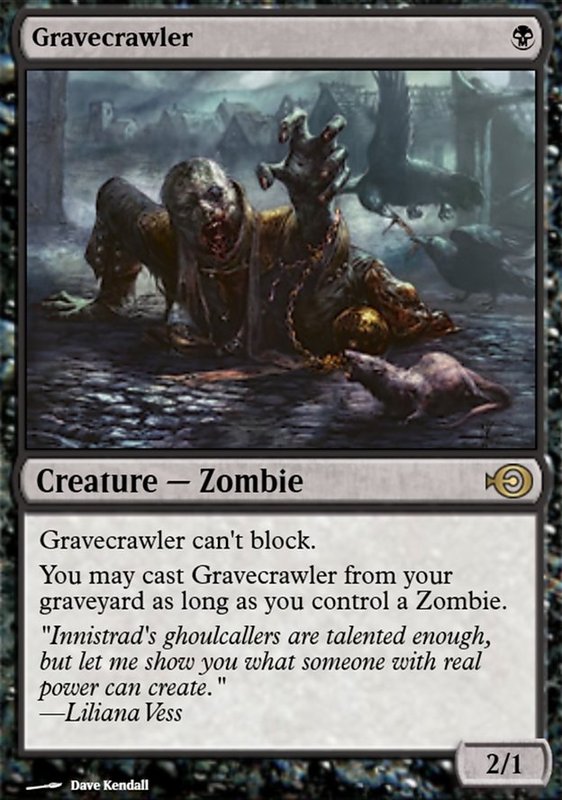 Gravecrawler
Creature — Zombie
Gravecrawler can't block.
You may cast Gravecrawler from your
graveyard as long as you control a Zombie.
"Innistrad's ghoulcallers are talented enough,
but let me show you what someone with real
power can create."
—Liliana Vess
2/1
Dave Kendall